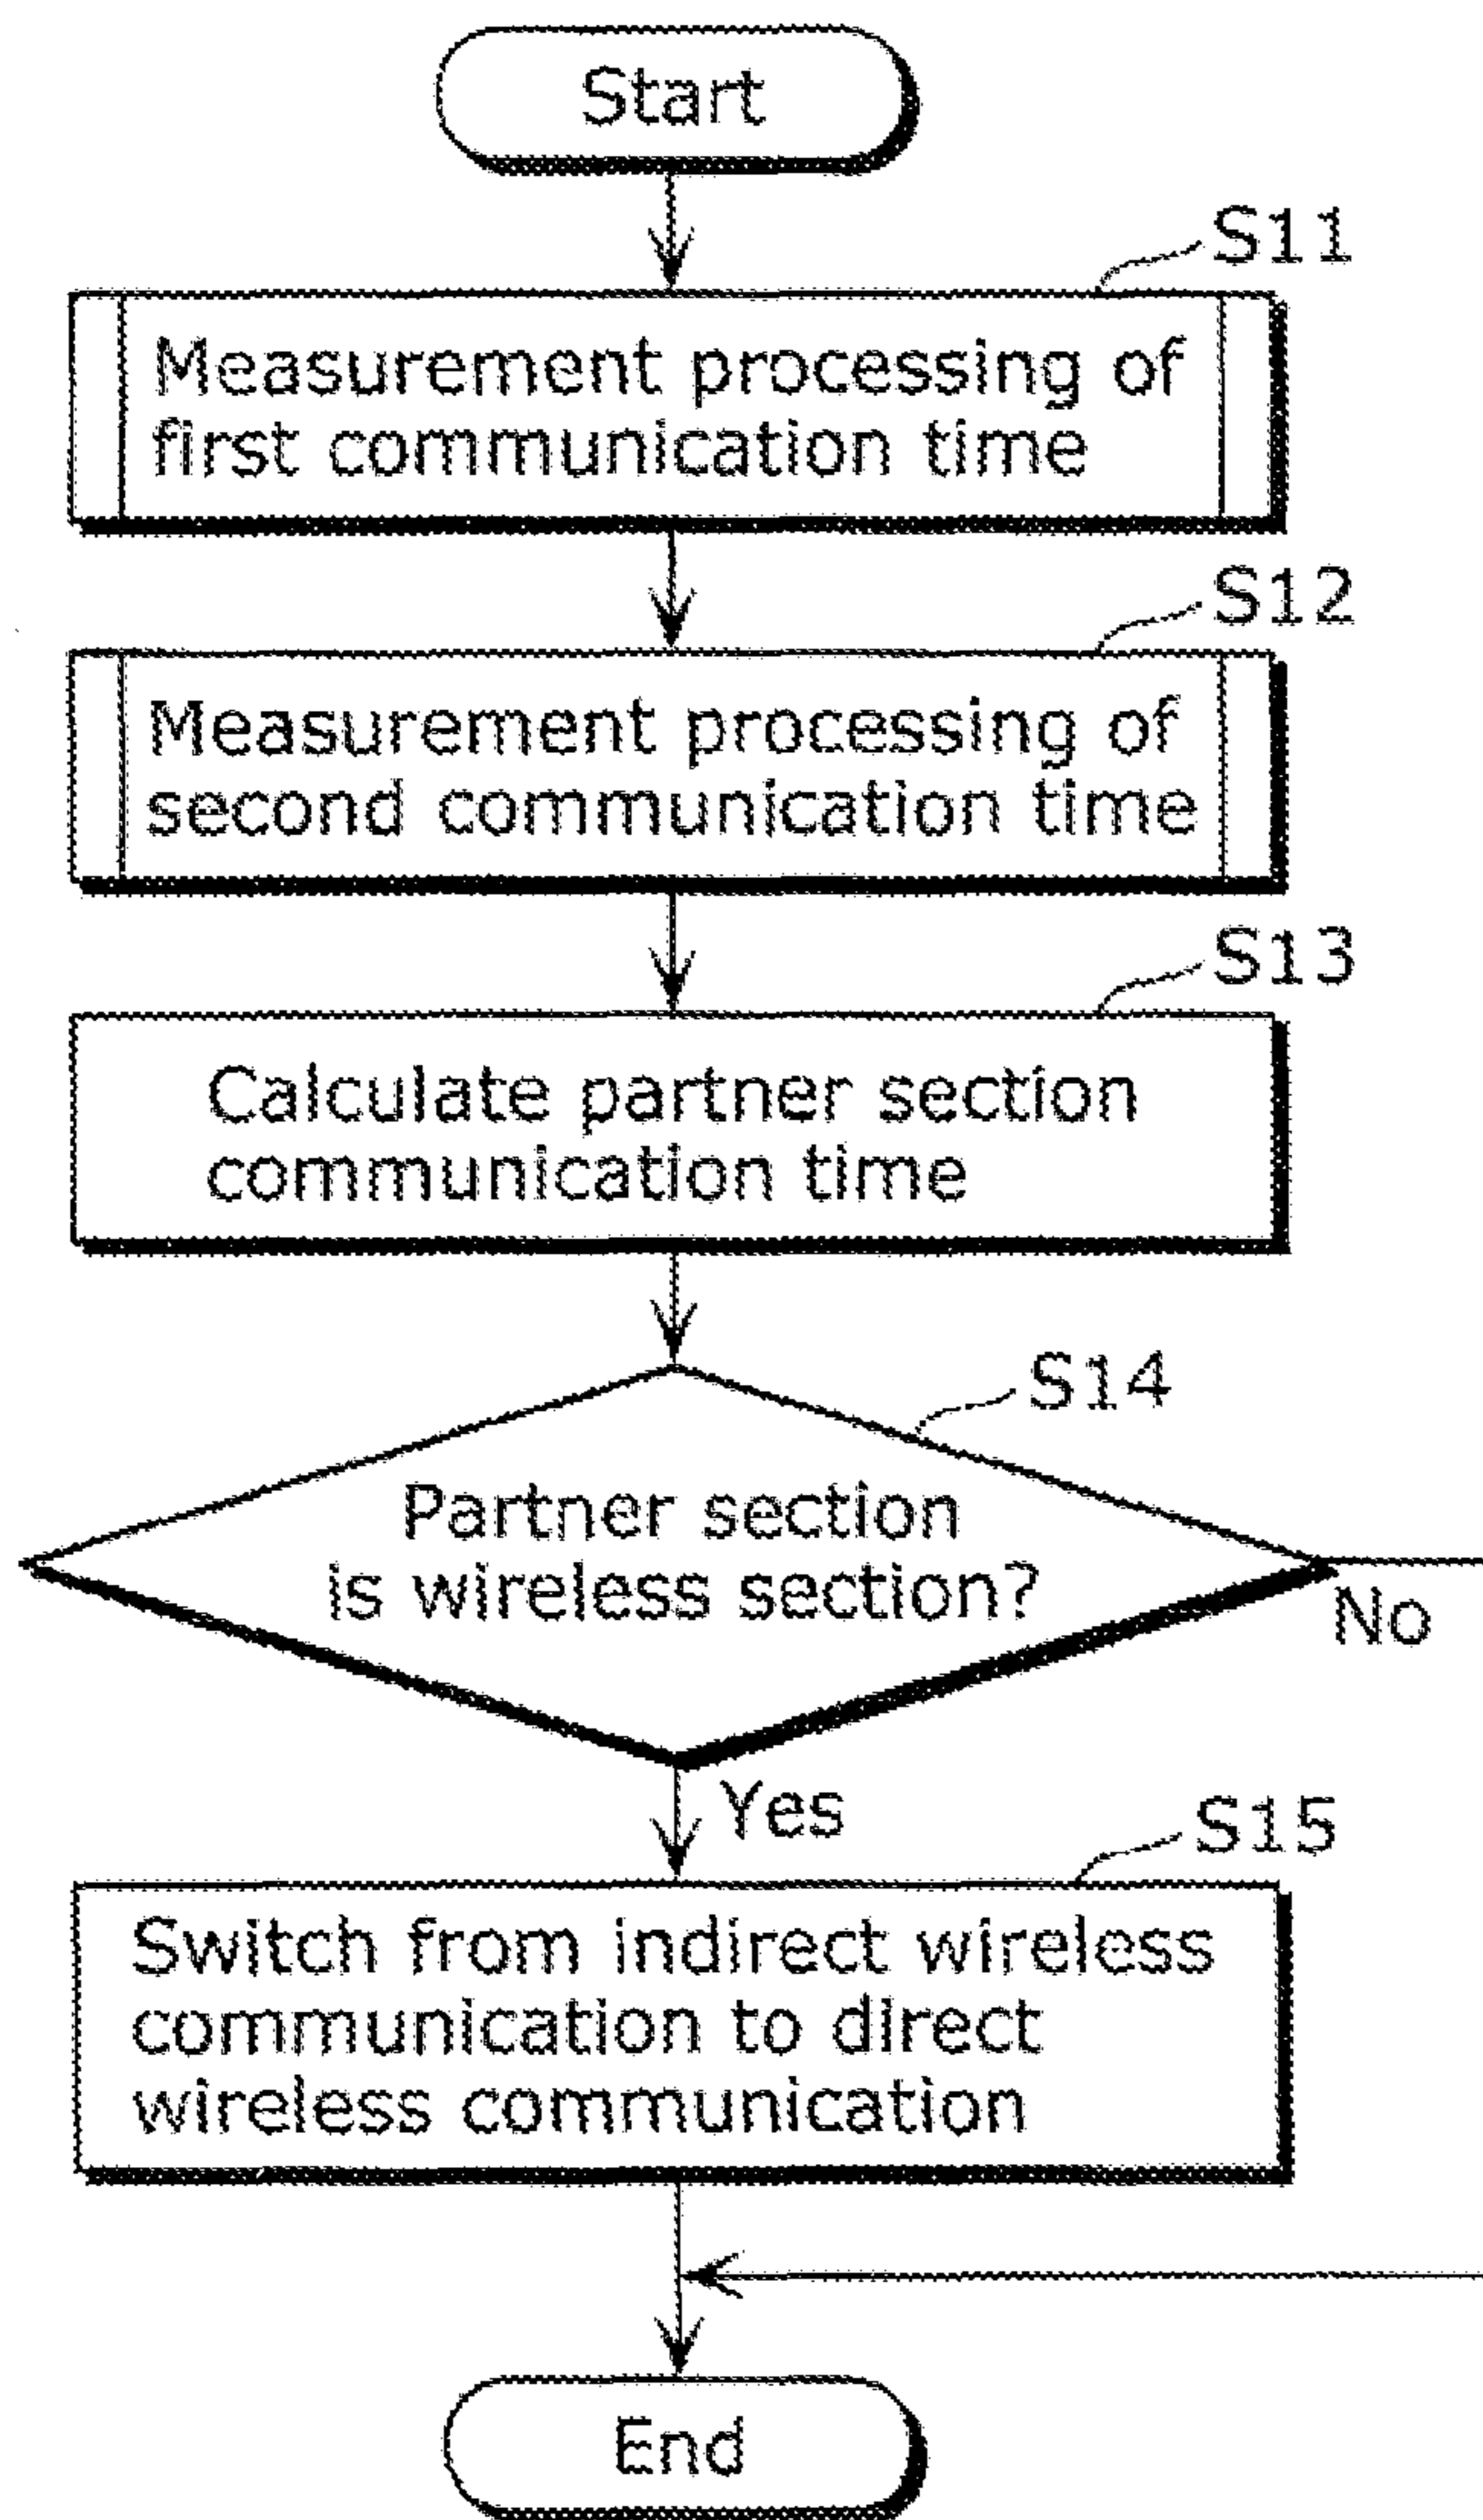 Start
S11
Measurement processing of
first communication time
S12
Measurement processing of
second communication time
S13
Calculate partner section
communication time
S14
Partner section
is wireless section?
No
Yes
S15
Switch from indirect wireless
communication to direct
wireless communication
End